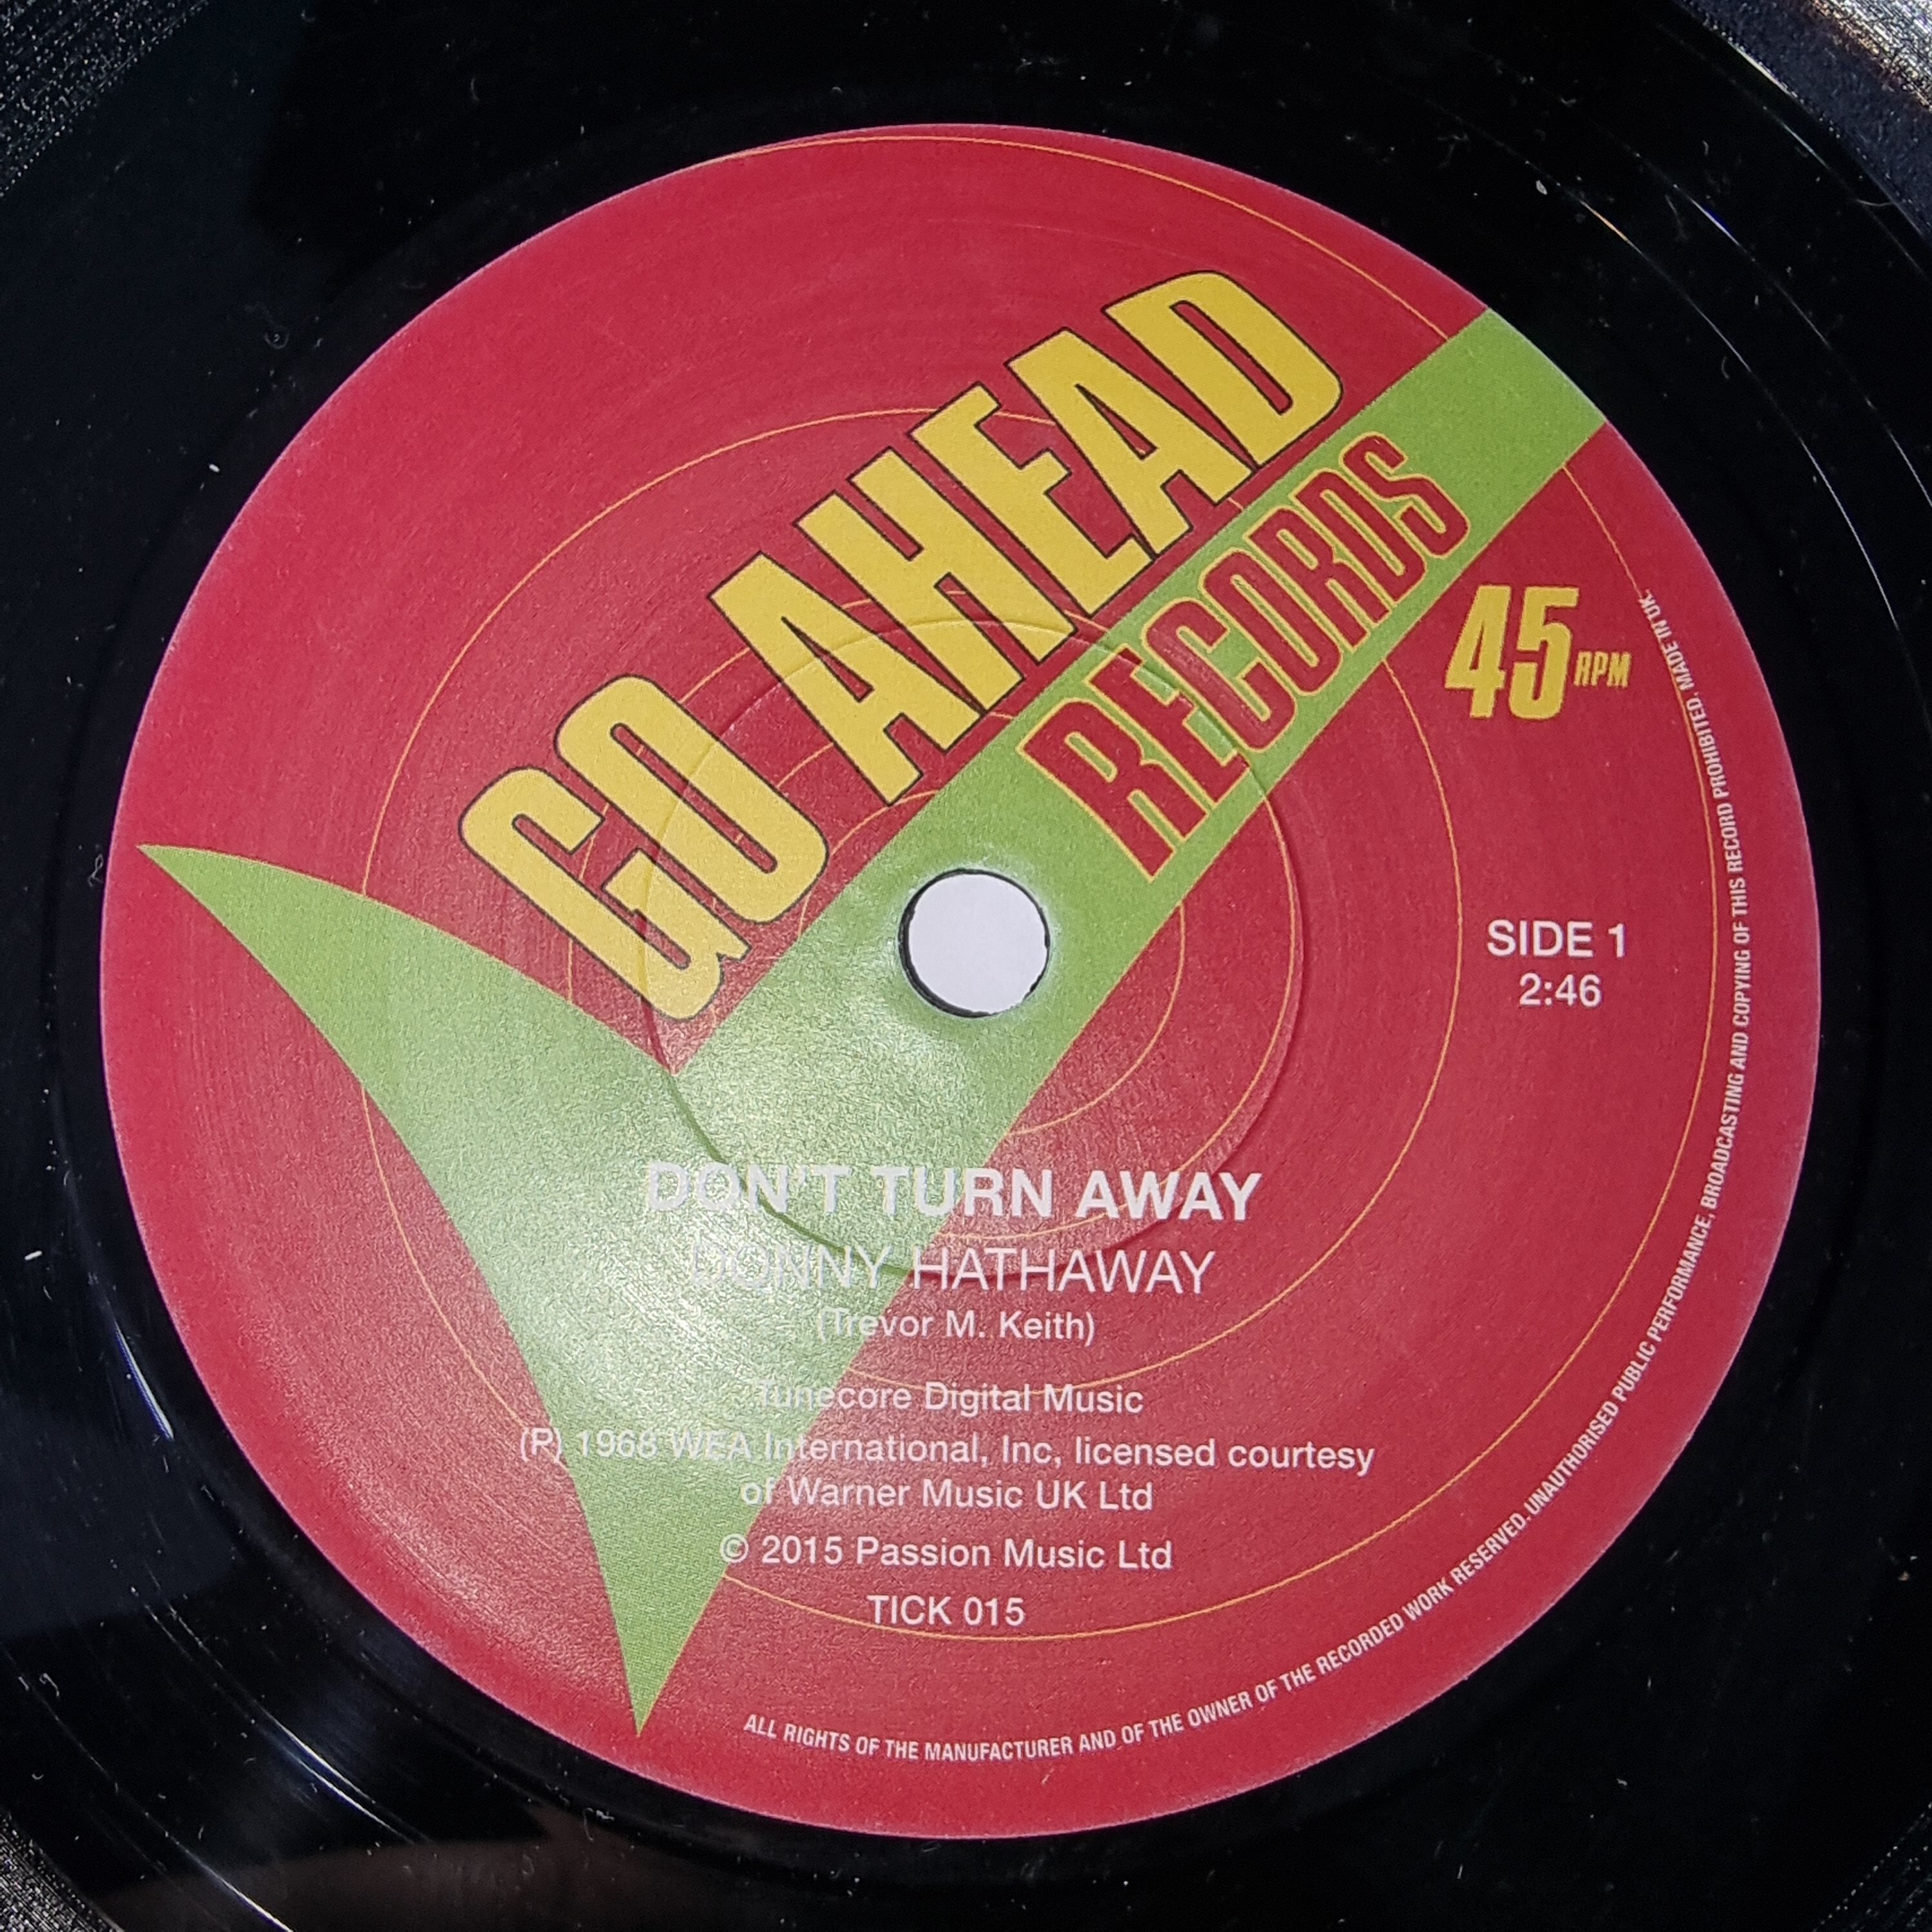 GO AHEAD
RECORDS
45 RPM
SIDE 1
2:46
DON'T TURN AWAY
DONNY HATHAWAY
(Trevor M. Keith)
Tunecore Digital Music
(P) 1968 WEA International, Inc, licensed courtesy
of Warner Music UK Ltd
© 2015 Passion Music Ltd
TICK 015
ALL RIGHTS OF THE MANUFACTURER AND OF THE OWNER OF THE RECORDED WORK RESERVED. UNAUTHORISED PUBLIC PERFORMANCE, BROADCASTING AND COPYING OF THIS RECORD PROHIBITED. MADE IN UK.